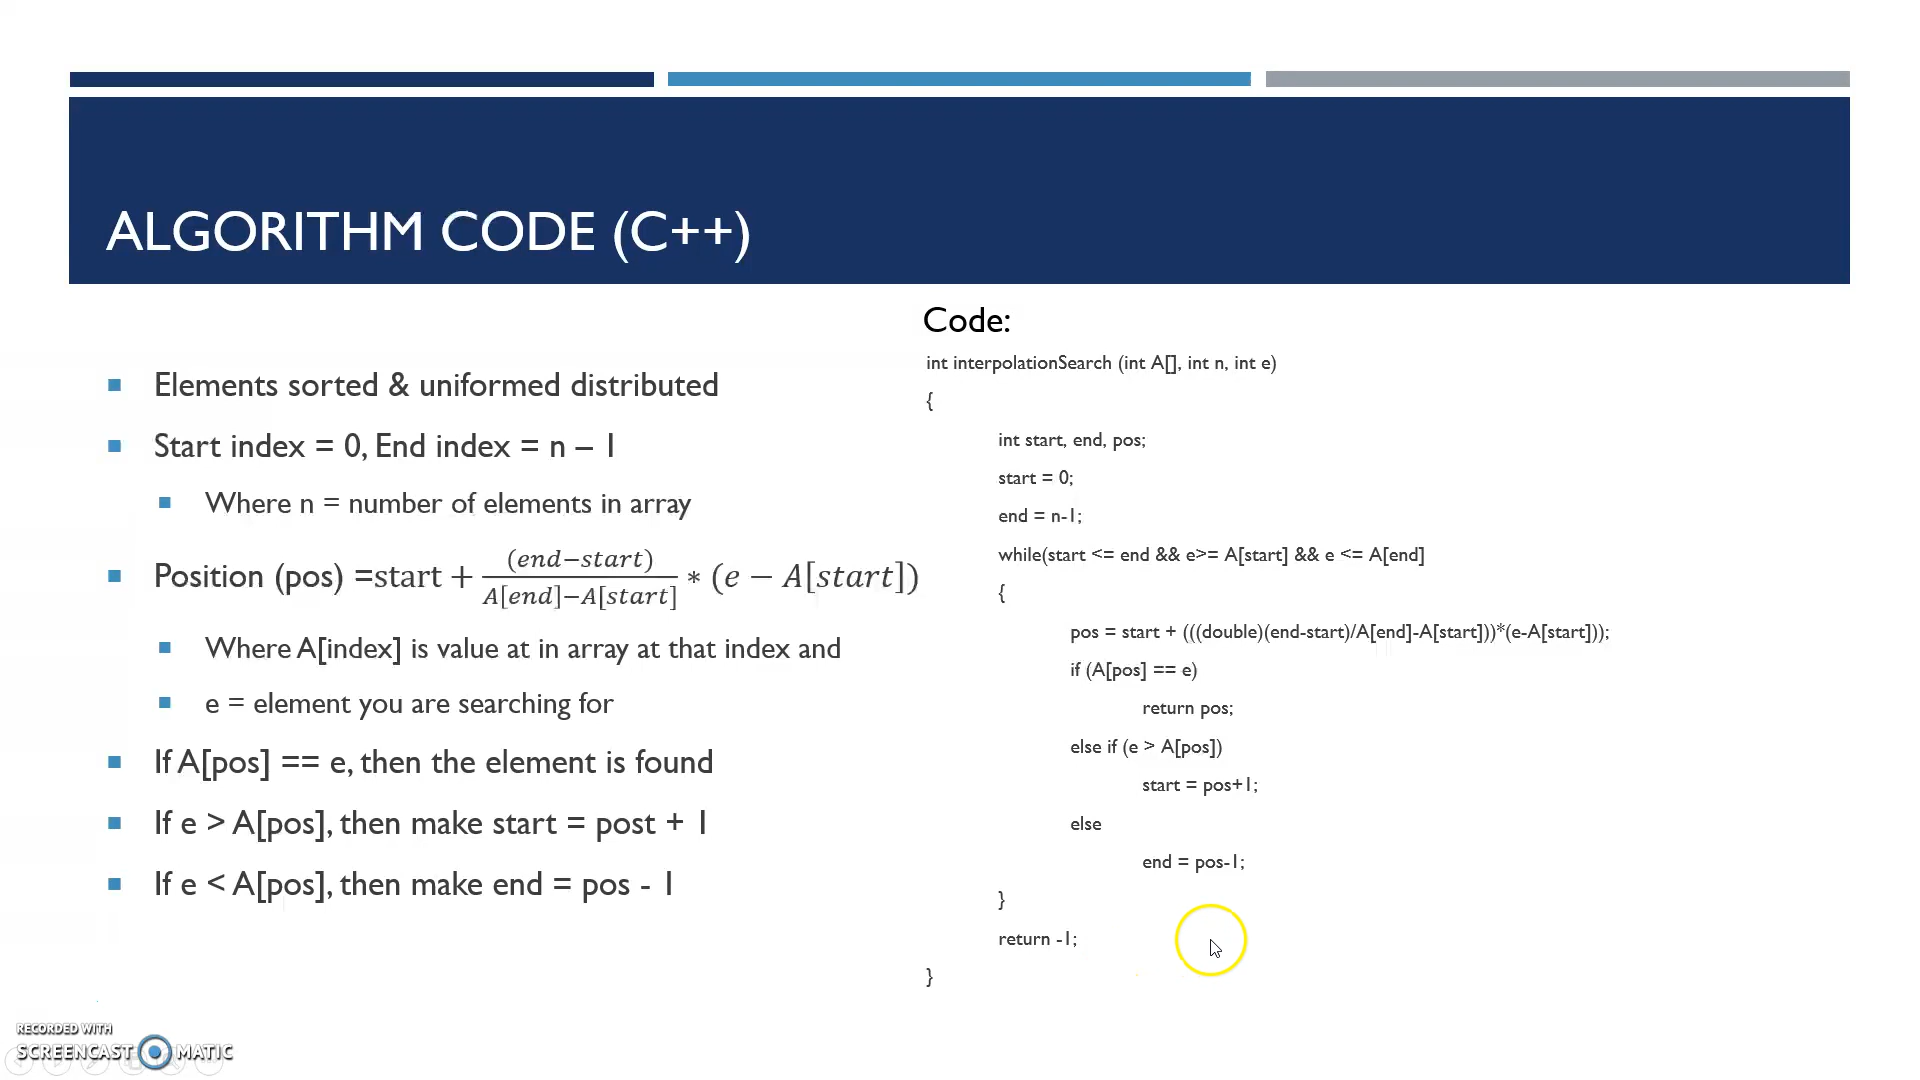 ALGORITHM CODE (C++)
Elements sorted & uniformed distributed
Start index = 0, End index = n – 1
Where n = number of elements in array
Position (pos) =start + (end−start) / A[end]−A[start] ∗ (e − A[start])
Where A[index] is value at in array at that index and
e = element you are searching for
If A[pos] == e, then the element is found
If e > A[pos], then make start = post + 1
If e < A[pos], then make end = pos - 1
Code:
int interpolationSearch (int A[], int n, int e)
{
int start, end, pos;
start = 0;
end = n-1;
while(start <= end && e>= A[start] && e <= A[end]
{
pos = start + (((double)(end-start)/A[end]-A[start]))*(e-A[start]));
if (A[pos] == e)
return pos;
else if (e > A[pos])
start = pos+1;
else
end = pos-1;
}
return -1;
}
RECORDED WITH
SCREENCAST MATIC